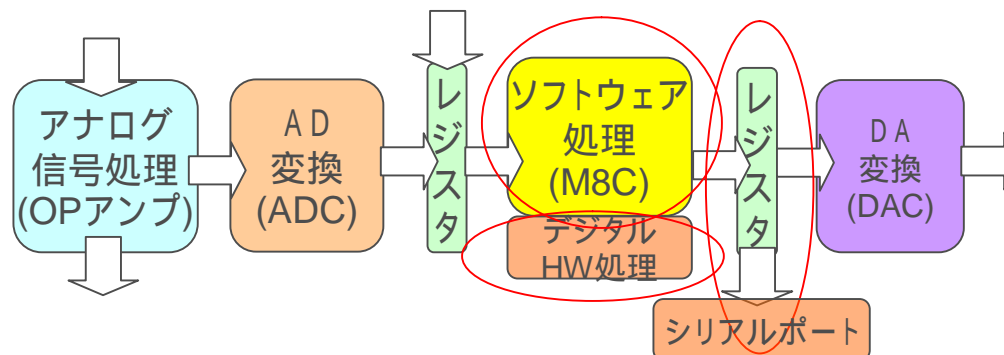 アナログ
信号処理
(OPアンプ)
ＡＤ
変換
(ADC)
レジスタ
ソフトウェア
処理
(M8C)
デジタル
HW処理
レジスタ
ＤＡ
変換
(DAC)
シリアルポート